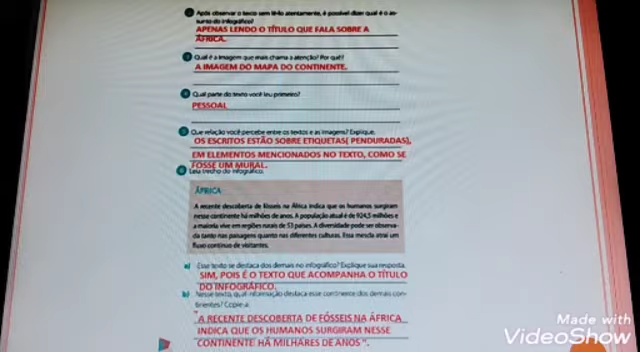 Após observar o texto sem lê-lo atentamente, é possível dizer qual é o as-
sunto do infográfico?
APENAS LENDO O TÍTULO QUE FALA SOBRE A
ÁFRICA.
Qual é a imagem que mais chama a atenção? Por quê?
A IMAGEM DO MAPA DO CONTINENTE.
Qual parte do texto você leu primeiro?
PESSOAL
Que relação você percebe entre os textos e as imagens? Explique.
OS ESCRITOS ESTÃO SOBRE ETIQUETAS( PENDURADAS),
EM ELEMENTOS MENCIONADOS NO TEXTO, COMO SE
FOSSE UM MURAL.
Leia trecho do infográfico.
ÁFRICA
A recente descoberta de fósseis na África indica que os humanos surgiram
nesse continente há milhões de anos. A população atual é de 924,5 milhões e
a maioria vive em regiões rurais de 53 países. A diversidade pode ser observa-
da tanto nas paisagens quanto nas diferentes culturas. Essa mescla atrai um
fluxo contínuo de visitantes.
a) Esse texto se destaca dos demais no infográfico? Explique sua resposta.
SIM, POIS É O TEXTO QUE ACOMPANHA O TÍTULO
DO INFOGRÁFICO.
b) Nesse texto, qual informação destaca esse continente dos demais con-
tinentes? Copie-a.
"A RECENTE DESCOBERTA DE FÓSSEIS NA ÁFRICA
INDICA QUE OS HUMANOS SURGIRAM NESSE
CONTINENTE HÁ MILHARES DE ANOS ".
Made with
VideoShow